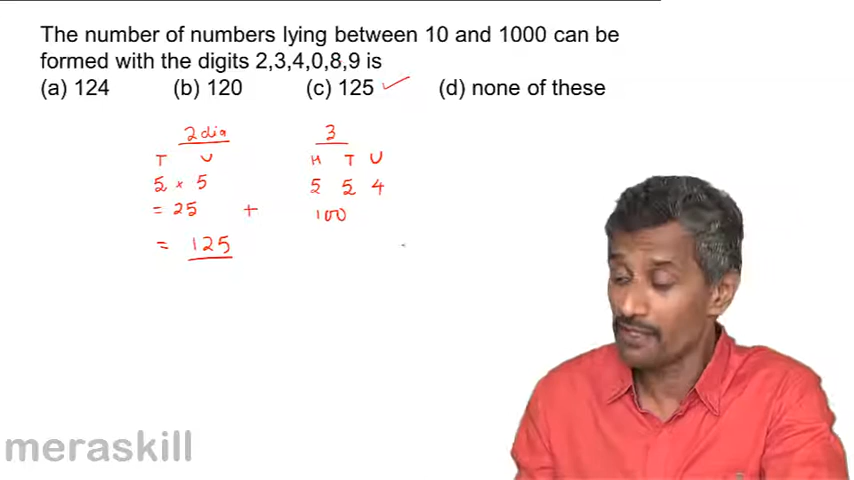 The number of numbers lying between 10 and 1000 can be
formed with the digits 2,3,4,0,8,9 is
(a) 124 (b) 120 (c) 125 (d) none of these
2 dig 3
T U H T U
5 × 5 5 5 4
= 25 + 100
= 125
meraskill